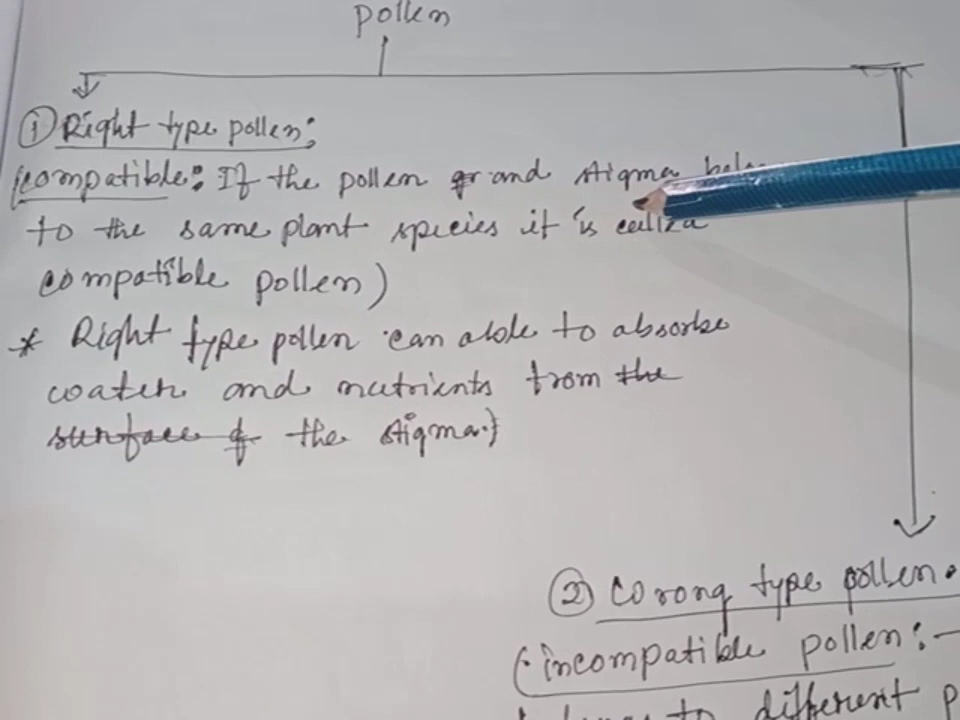 pollen
① Right type pollen:
(compatible: If the pollen and stigma
to the same plant species it is
compatible pollen)
* Right type pollen can able to absorbe
water and nutrients from the
surface of the stigma.}
② Wrong type pollen.
(incompatible pollen:-
to different